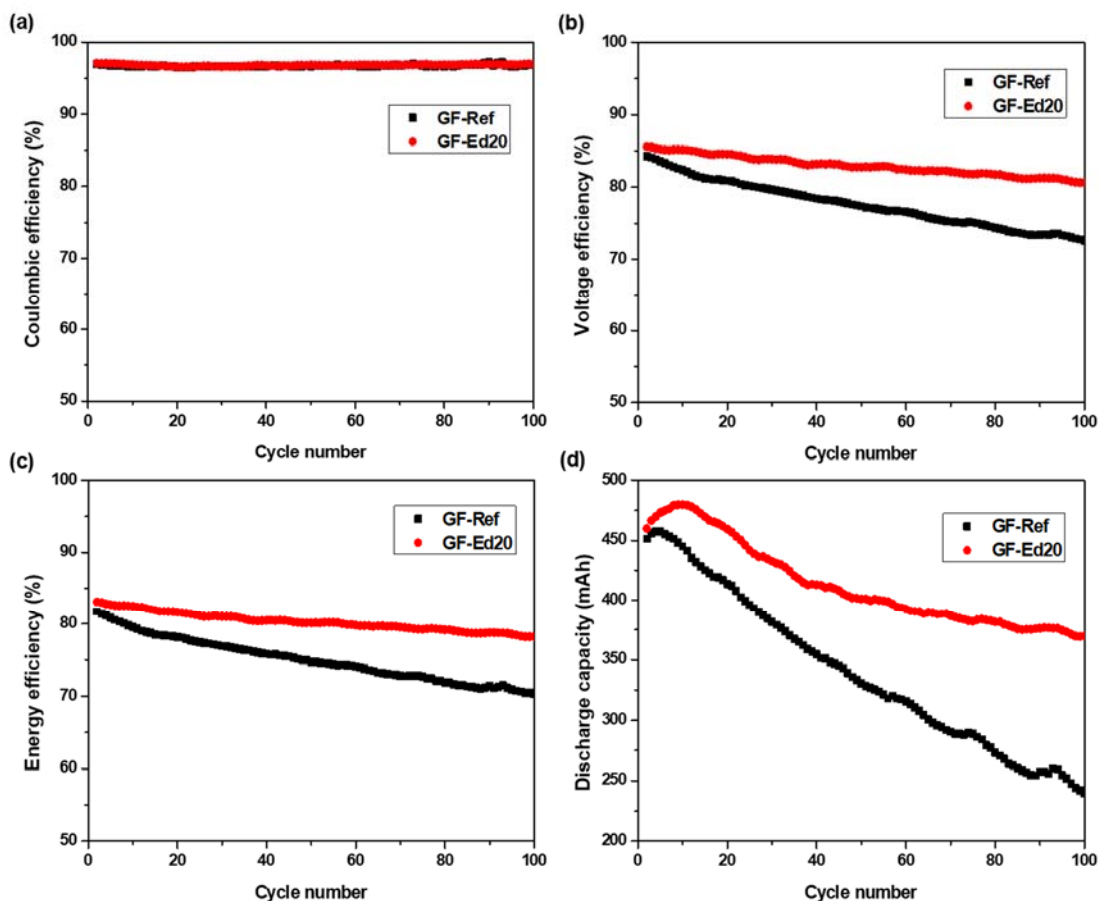 (a)
100
90
80
70
60
50
Coulombic efficiency (%)
GF-Ref
GF-Ed20
0 20 40 60 80 100
Cycle number
(b)
100
90
80
70
60
50
Voltage efficiency (%)
GF-Ref
GF-Ed20
0 20 40 60 80 100
Cycle number
(c)
100
90
80
70
60
50
Energy efficiency (%)
GF-Ref
GF-Ed20
0 20 40 60 80 100
Cycle number
(d)
500
450
400
350
300
250
200
Discharge capacity (mAh)
GF-Ref
GF-Ed20
0 20 40 60 80 100
Cycle number